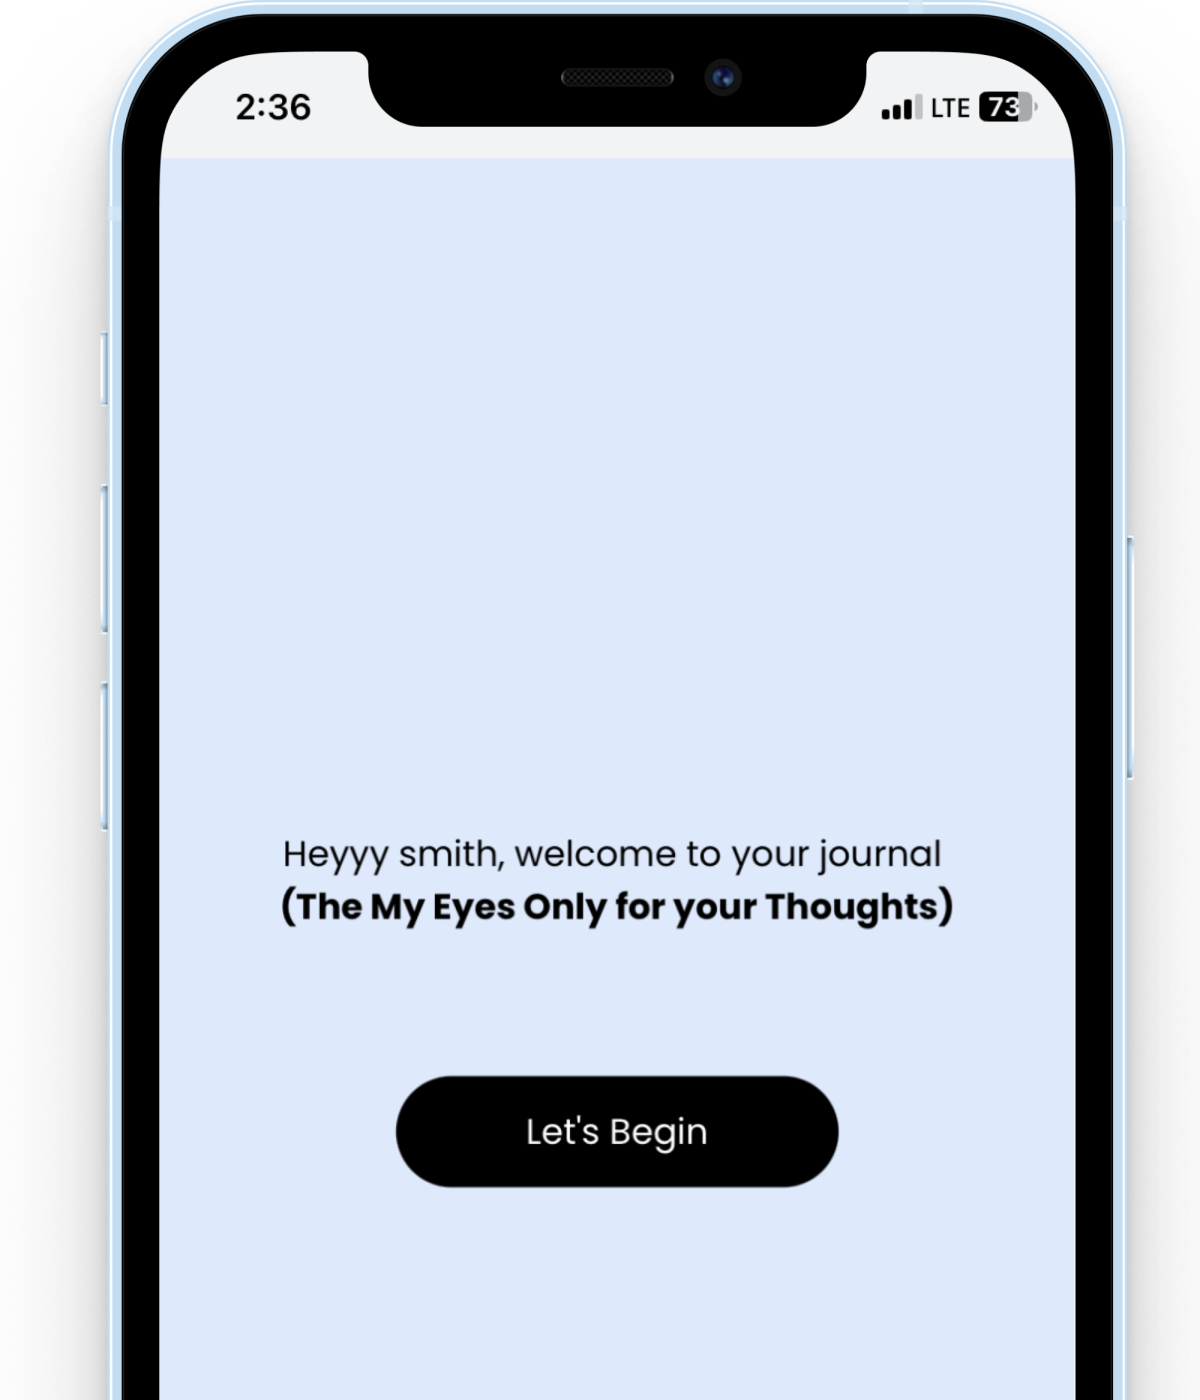 2:36 LTE 73
Heyyy smith, welcome to your journal
(The My Eyes Only for your Thoughts)
Let's Begin